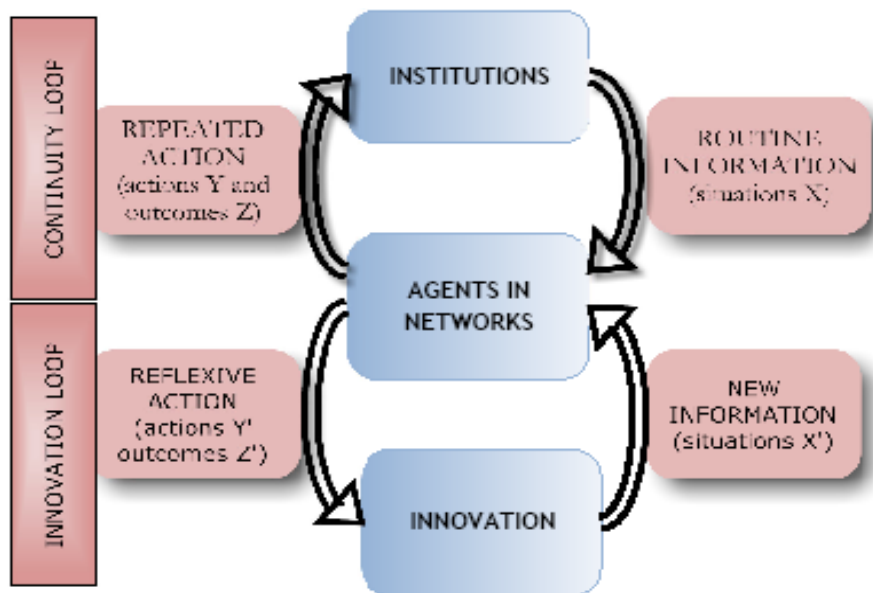 CONTINUITY LOOP
INSTITUTIONS
REPEATED
ACTION
(actions Y and
outcomes Z)
ROUTINE
INFORMATION
(situations X)
AGENTS IN
NETWORKS
INNOVATION LOOP
REFLEXIVE
ACTION
(actions Y'
outcomes Z')
NEW
INFORMATION
(situations X')
INNOVATION